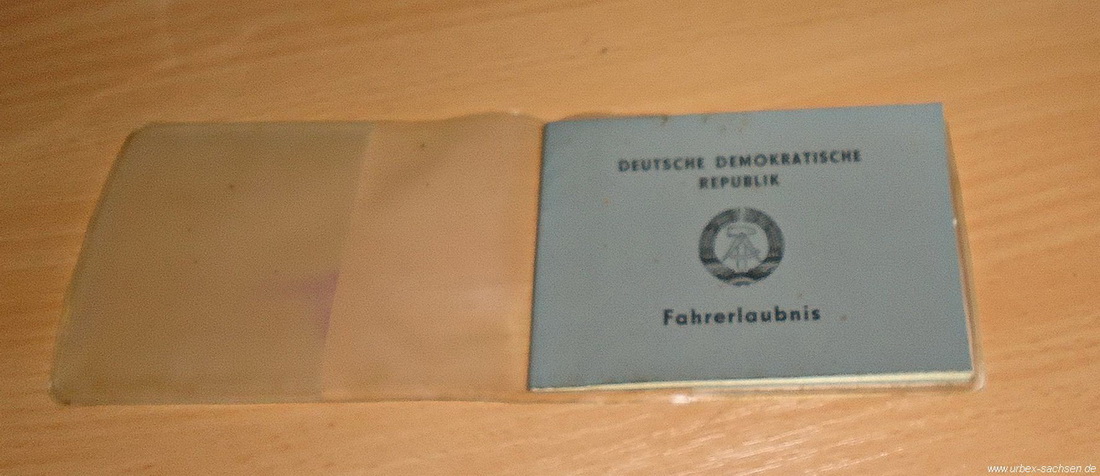 DEUTSCHE DEMOKRATISCHE
REPUBLIK
Fahrerlaubnis
www.urbex-sachsen.de